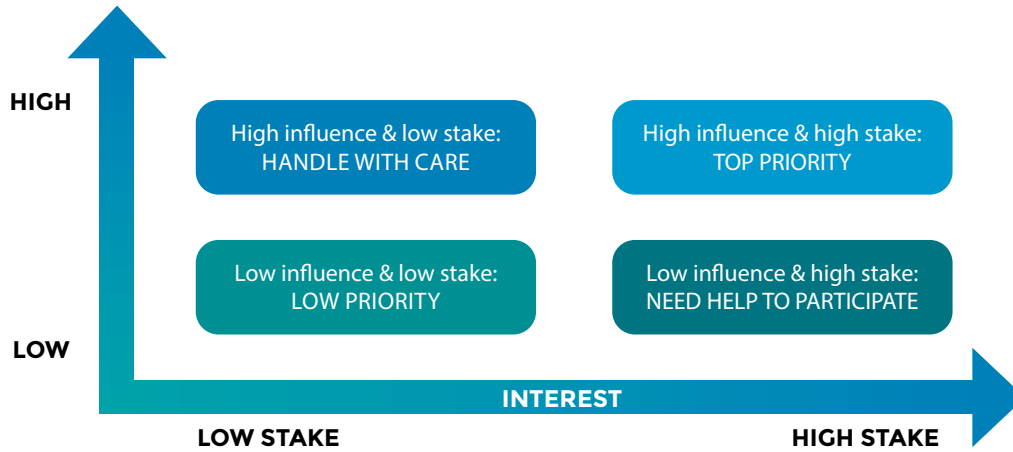 HIGH
High influence & low stake:
HANDLE WITH CARE
High influence & high stake:
TOP PRIORITY
Low influence & low stake:
LOW PRIORITY
Low influence & high stake:
NEED HELP TO PARTICIPATE
LOW
INTEREST
LOW STAKE
HIGH STAKE